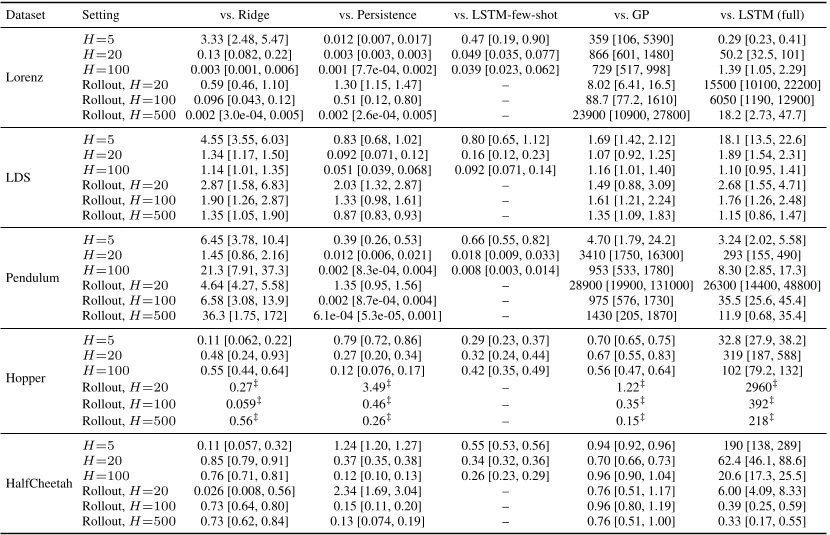 Dataset Setting vs. Ridge vs. Persistence vs. LSTM-few-shot vs. GP vs. LSTM (full)
Lorenz
H=5 3.33 [2.48, 5.47] 0.012 [0.007, 0.017] 0.47 [0.19, 0.90] 359 [106, 5390] 0.29 [0.23, 0.41]
H=20 0.13 [0.082, 0.22] 0.003 [0.003, 0.003] 0.049 [0.035, 0.077] 866 [601, 1480] 50.2 [32.5, 101]
H=100 0.003 [0.001, 0.006] 0.001 [7.7e-04, 0.002] 0.039 [0.023, 0.062] 729 [517, 998] 1.39 [1.05, 2.29]
Rollout, H=20 0.59 [0.46, 1.10] 1.30 [1.15, 1.47] – 8.02 [6.41, 16.5] 15500 [10100, 22200]
Rollout, H=100 0.096 [0.043, 0.12] 0.51 [0.12, 0.80] – 88.7 [77.2, 1610] 6050 [1190, 12900]
Rollout, H=500 0.002 [3.0e-04, 0.005] 0.002 [2.6e-04, 0.005] – 23900 [10900, 27800] 18.2 [2.73, 47.7]
LDS
H=5 4.55 [3.55, 6.03] 0.83 [0.68, 1.02] 0.80 [0.65, 1.12] 1.69 [1.42, 2.12] 18.1 [13.5, 22.6]
H=20 1.34 [1.17, 1.50] 0.092 [0.071, 0.12] 0.16 [0.12, 0.23] 1.07 [0.92, 1.25] 1.89 [1.54, 2.31]
H=100 1.14 [1.01, 1.35] 0.051 [0.039, 0.068] 0.092 [0.071, 0.14] 1.16 [1.01, 1.40] 1.10 [0.95, 1.41]
Rollout, H=20 2.87 [1.58, 6.83] 2.03 [1.32, 2.87] – 1.49 [0.88, 3.09] 2.68 [1.55, 4.71]
Rollout, H=100 1.90 [1.26, 2.87] 1.33 [0.98, 1.61] – 1.61 [1.21, 2.24] 1.76 [1.26, 2.48]
Rollout, H=500 1.35 [1.05, 1.90] 0.87 [0.83, 0.93] – 1.35 [1.09, 1.83] 1.15 [0.86, 1.47]
Pendulum
H=5 6.45 [3.78, 10.4] 0.39 [0.26, 0.53] 0.66 [0.55, 0.82] 4.70 [1.79, 24.2] 3.24 [2.02, 5.58]
H=20 1.45 [0.86, 2.16] 0.012 [0.006, 0.021] 0.018 [0.009, 0.033] 3410 [1750, 16300] 293 [155, 490]
H=100 21.3 [7.91, 37.3] 0.002 [8.3e-04, 0.004] 0.008 [0.003, 0.014] 953 [533, 1780] 8.30 [2.85, 17.3]
Rollout, H=20 4.64 [4.27, 5.58] 1.35 [0.95, 1.56] – 28900 [19900, 131000] 26300 [14400, 48800]
Rollout, H=100 6.58 [3.08, 13.9] 0.002 [8.7e-04, 0.004] – 975 [576, 1730] 35.5 [25.6, 45.4]
Rollout, H=500 36.3 [1.75, 172] 6.1e-04 [5.3e-05, 0.001] – 1430 [205, 1870] 11.9 [0.68, 35.4]
Hopper
H=5 0.11 [0.062, 0.22] 0.79 [0.72, 0.86] 0.29 [0.23, 0.37] 0.70 [0.65, 0.75] 32.8 [27.9, 38.2]
H=20 0.48 [0.24, 0.93] 0.27 [0.20, 0.34] 0.32 [0.24, 0.44] 0.67 [0.55, 0.83] 319 [187, 588]
H=100 0.55 [0.44, 0.64] 0.12 [0.076, 0.17] 0.42 [0.35, 0.49] 0.56 [0.47, 0.64] 102 [79.2, 132]
Rollout, H=20 0.27‡ 3.49‡ – 1.22‡ 2960‡
Rollout, H=100 0.059‡ 0.46‡ – 0.35‡ 392‡
Rollout, H=500 0.56‡ 0.26‡ – 0.15‡ 218‡
HalfCheetah
H=5 0.11 [0.057, 0.32] 1.24 [1.20, 1.27] 0.55 [0.53, 0.56] 0.94 [0.92, 0.96] 190 [138, 289]
H=20 0.85 [0.79, 0.91] 0.37 [0.35, 0.38] 0.34 [0.32, 0.36] 0.70 [0.66, 0.73] 62.4 [46.1, 88.6]
H=100 0.76 [0.71, 0.81] 0.12 [0.10, 0.13] 0.26 [0.23, 0.29] 0.96 [0.90, 1.04] 20.6 [17.3, 25.5]
Rollout, H=20 0.026 [0.008, 0.56] 2.34 [1.69, 3.04] – 0.76 [0.51, 1.17] 6.00 [4.09, 8.33]
Rollout, H=100 0.73 [0.64, 0.80] 0.15 [0.11, 0.20] – 0.96 [0.80, 1.19] 0.39 [0.25, 0.59]
Rollout, H=500 0.73 [0.62, 0.84] 0.13 [0.074, 0.19] – 0.76 [0.51, 1.00] 0.33 [0.17, 0.55]